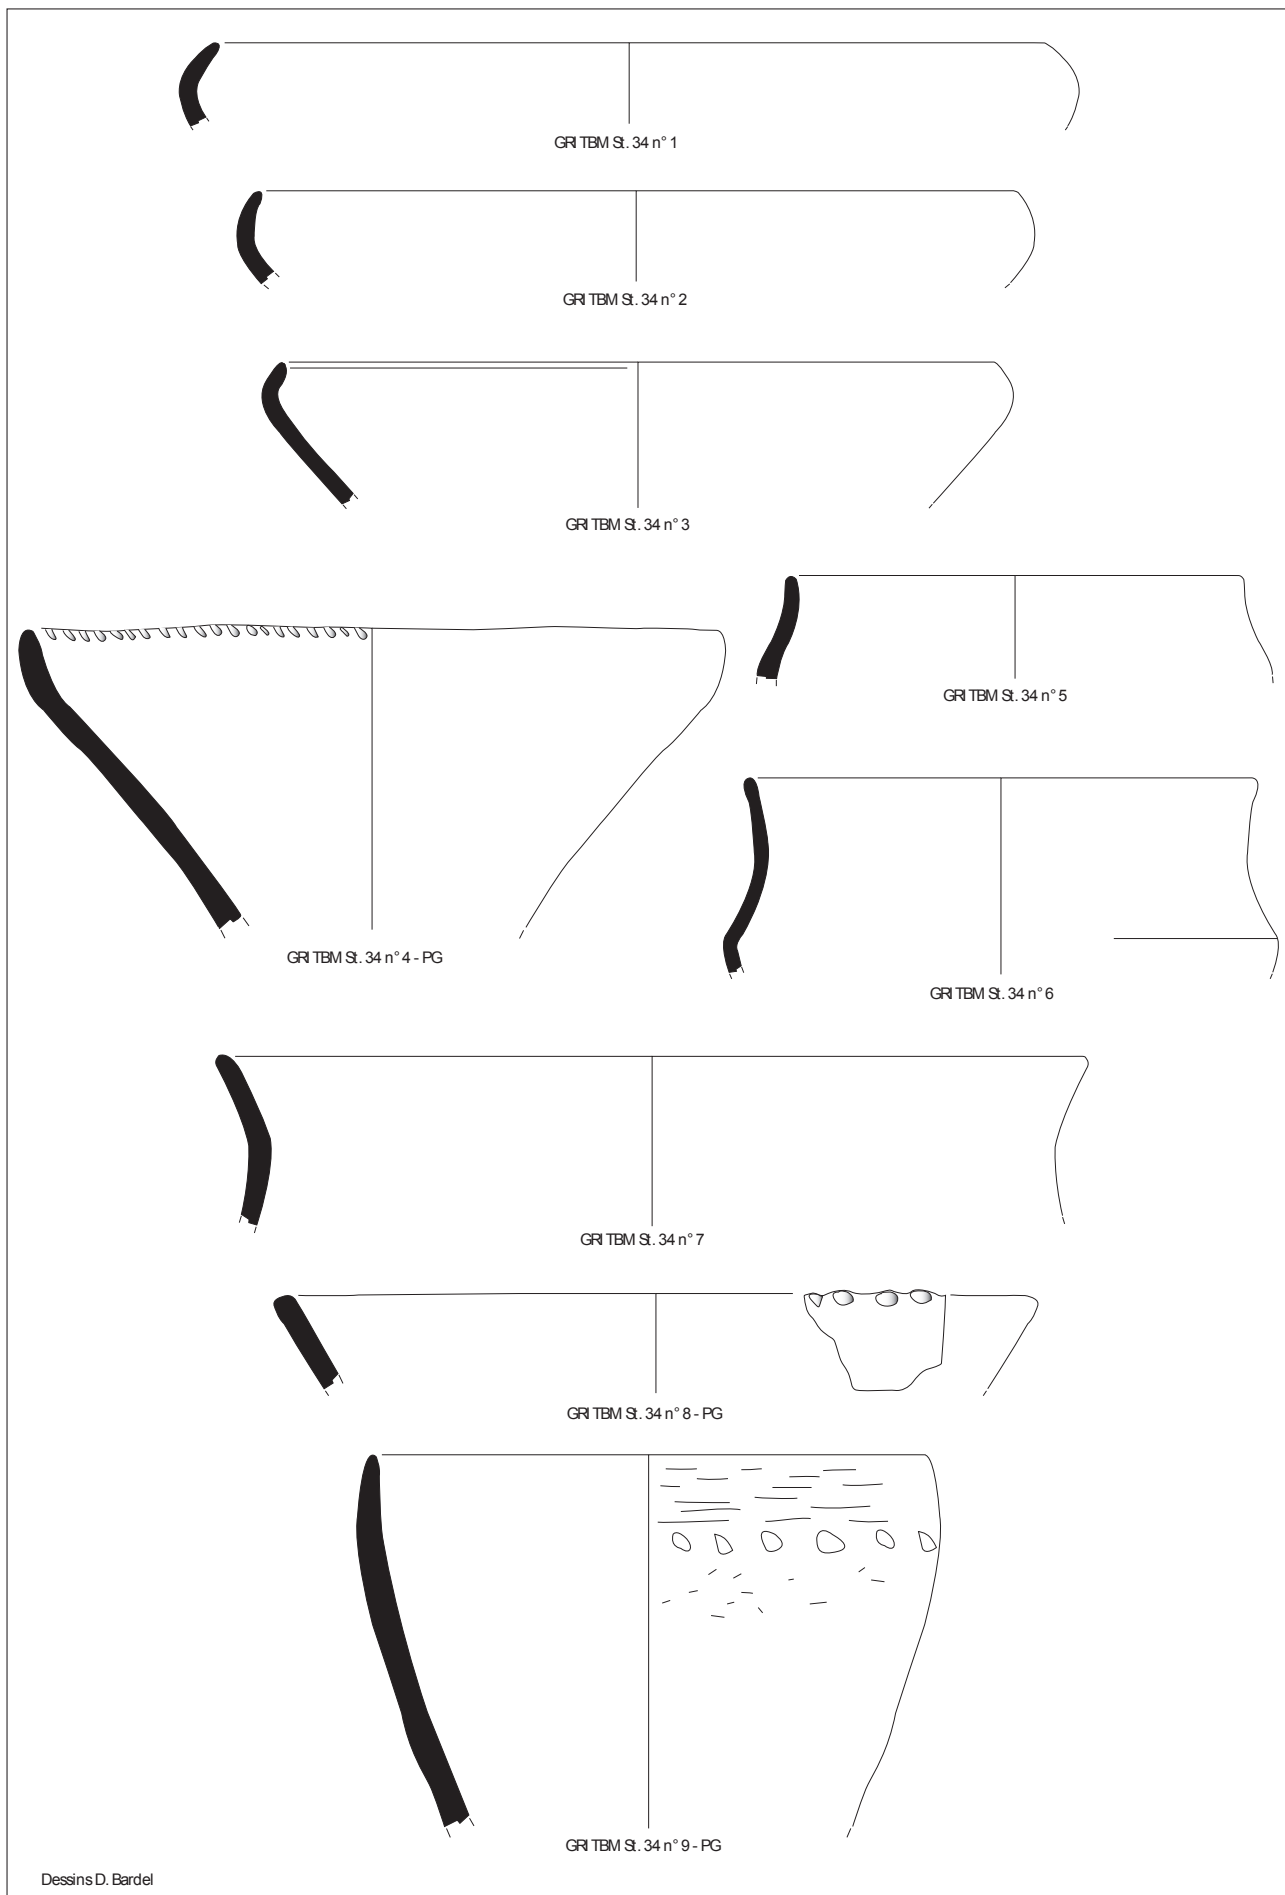 GRI TBM St. 34 n° 1
GRI TBM St. 34 n° 2
GRI TBM St. 34 n° 3
GRI TBM St. 34 n° 5
GRI TBM St. 34 n° 4 - PG
GRI TBM St. 34 n° 6
GRI TBM St. 34 n° 7
GRI TBM St. 34 n° 8 - PG
GRI TBM St. 34 n° 9 - PG
Dessins D. Bardel